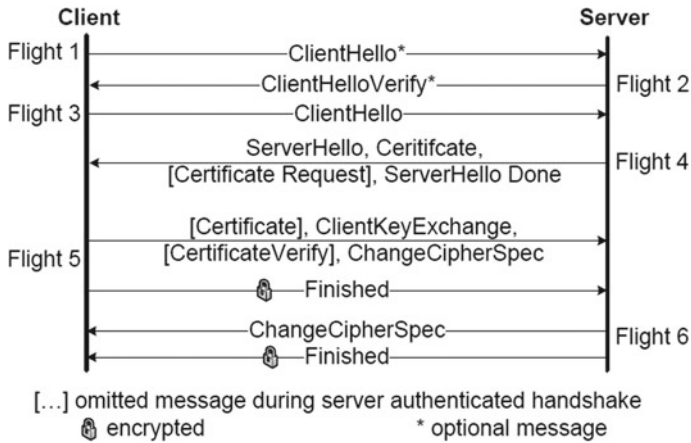 Client Server
Flight 1 ClientHello*
ClientHelloVerify* Flight 2
Flight 3 ClientHello
ServerHello, Ceritifcate,
[Certificate Request], ServerHello Done Flight 4
[Certificate], ClientKeyExchange,
[CertificateVerify], ChangeCipherSpec
Flight 5
Finished
ChangeCipherSpec
Flight 6
Finished
[...] omitted message during server authenticated handshake
encrypted * optional message